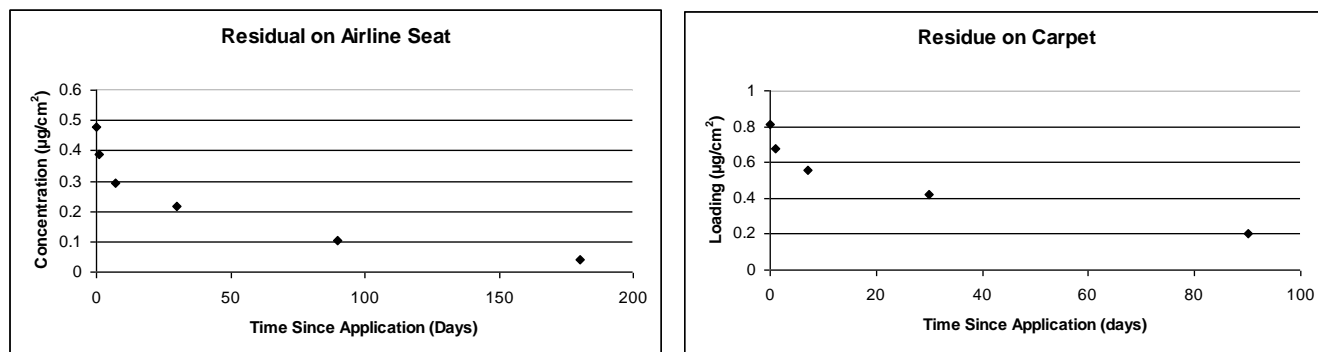 Residual on Airline Seat
Concentration (µg/cm²)
0.6
0.5
0.4
0.3
0.2
0.1
0
0 50 100 150 200
Time Since Application (Days)
Residue on Carpet
Loading (µg/cm²)
1
0.8
0.6
0.4
0.2
0
0 20 40 60 80 100
Time Since Application (days)